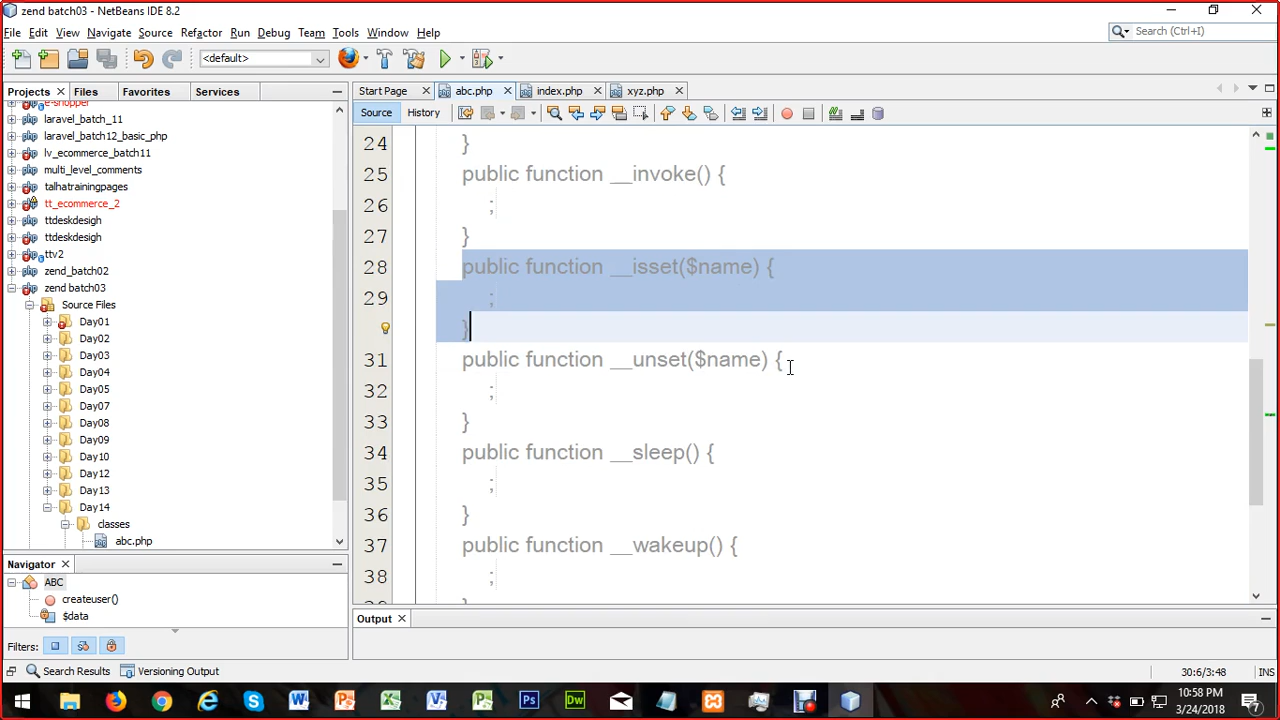 zend batch03 - NetBeans IDE 8.2
File Edit View Navigate Source Refactor Run Debug Team Tools Window Help
Search (Ctrl+I)
<default>
Projects Files Favorites Services
Start Page abc.php index.php xyz.php
Source History
e-shopper
laravel_batch_11
laravel_batch12_basic_php
lv_ecommerce_batch11
multi_level_comments
talhatrainingpages
tt_ecommerce_2
ttdeskdesigh
ttdeskdesigh
ttv2
zend_batch02
zend batch03
Source Files
Day01
Day02
Day03
Day04
Day05
Day07
Day08
Day09
Day10
Day12
Day13
Day14
classes
abc.php
24 }
25 public function __invoke() {
26 ;
27 }
28 public function __isset($name) {
29 ;
}
31 public function __unset($name) {
32 ;
33 }
34 public function __sleep() {
35 ;
36 }
37 public function __wakeup() {
38 ;
Navigator
ABC
createuser()
$data
Filters:
Output
Search Results Versioning Output
30:6/3:48 INS
10:58 PM
3/24/2018
7